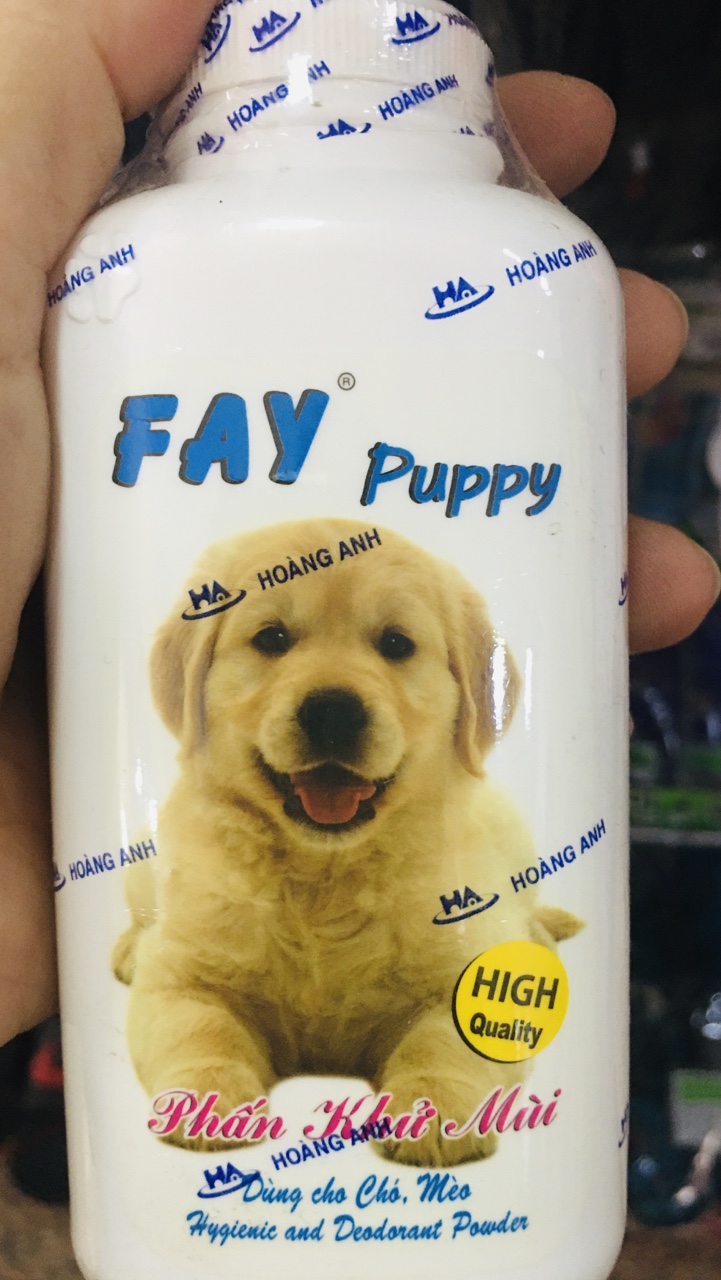 HA HOÀNG ANH
HOÀNG ANH
HOÀNG ANH
HA HOÀNG ANH
FAY ®
Puppy
HA HOÀNG ANH
HOÀNG ANH
HA HOÀNG ANH
HIGH
Quality
Phấn Khử Mùi
HA HOÀNG ANH
Dùng cho Chó, Mèo
Hygienic and Deodorant Powder